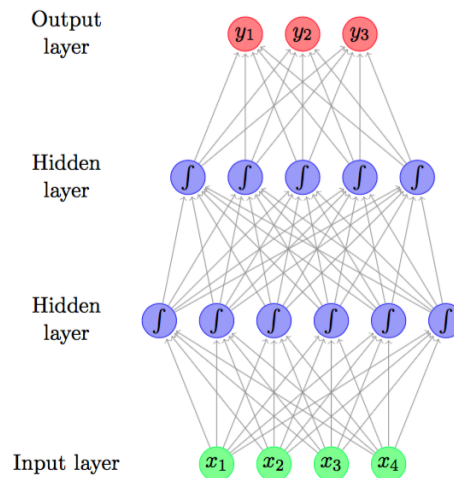 Output
layer
y1 y2 y3
Hidden
layer
∫ ∫ ∫ ∫ ∫
Hidden
layer
∫ ∫ ∫ ∫ ∫ ∫
Input layer
x1 x2 x3 x4